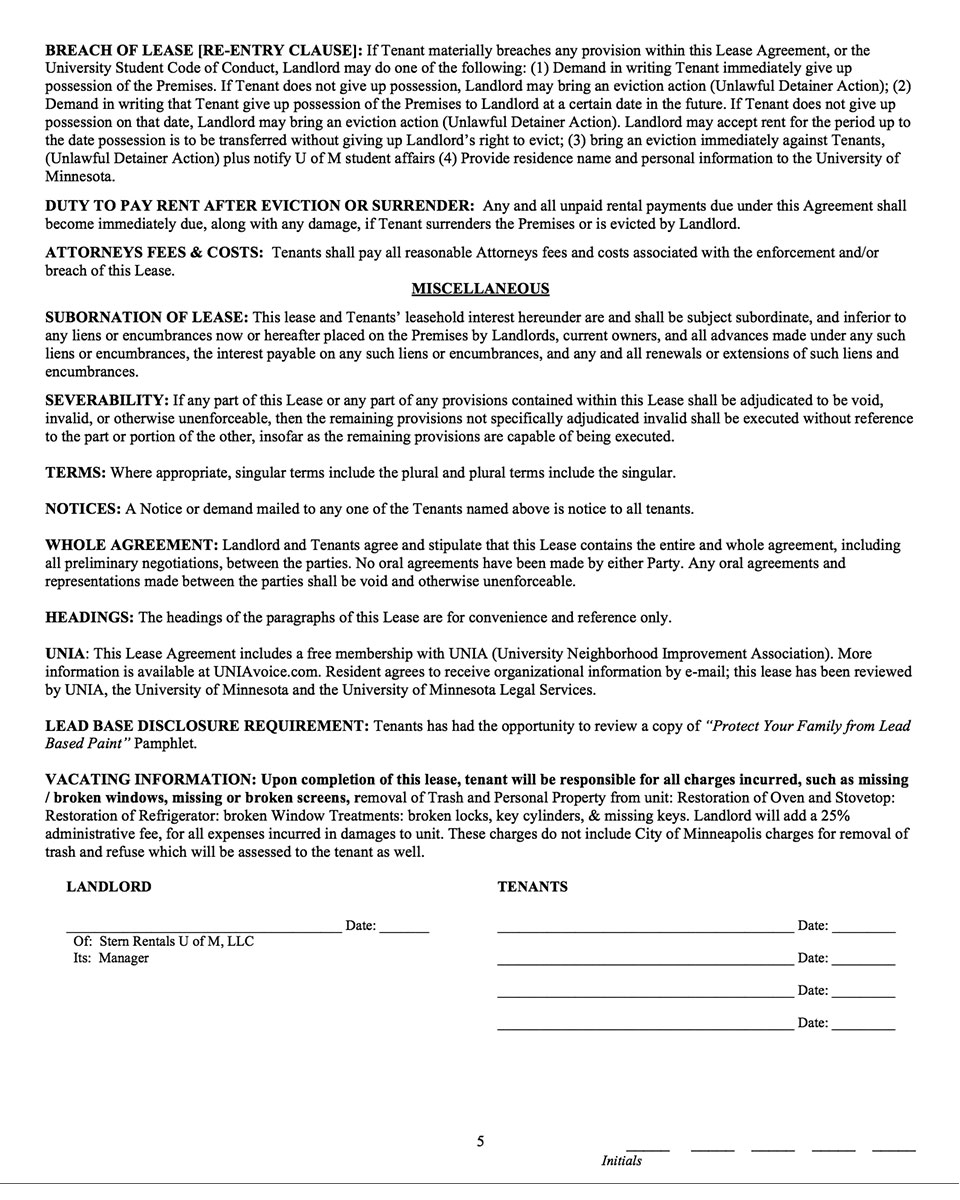 BREACH OF LEASE [RE-ENTRY CLAUSE]: If Tenant materially breaches any provision within this Lease Agreement, or the
University Student Code of Conduct, Landlord may do one of the following: (1) Demand in writing Tenant immediately give up
possession of the Premises. If Tenant does not give up possession, Landlord may bring an eviction action (Unlawful Detainer Action); (2)
Demand in writing that Tenant give up possession of the Premises to Landlord at a certain date in the future. If Tenant does not give up
possession on that date, Landlord may bring an eviction action (Unlawful Detainer Action). Landlord may accept rent for the period up to
the date possession is to be transferred without giving up Landlord's right to evict; (3) bring an eviction immediately against Tenants,
(Unlawful Detainer Action) plus notify U of M student affairs (4) Provide residence name and personal information to the University of
Minnesota.
DUTY TO PAY RENT AFTER EVICTION OR SURRENDER: Any and all unpaid rental payments due under this Agreement shall
become immediately due, along with any damage, if Tenant surrenders the Premises or is evicted by Landlord.
ATTORNEYS FEES & COSTS: Tenants shall pay all reasonable Attorneys fees and costs associated with the enforcement and/or
breach of this Lease.
MISCELLANEOUS
SUBORNATION OF LEASE: This lease and Tenants' leasehold interest hereunder are and shall be subject subordinate, and inferior to
any liens or encumbrances now or hereafter placed on the Premises by Landlords, current owners, and all advances made under any such
liens or encumbrances, the interest payable on any such liens or encumbrances, and any and all renewals or extensions of such liens and
encumbrances.
SEVERABILITY: If any part of this Lease or any part of any provisions contained within this Lease shall be adjudicated to be void,
invalid, or otherwise unenforceable, then the remaining provisions not specifically adjudicated invalid shall be executed without reference
to the part or portion of the other, insofar as the remaining provisions are capable of being executed.
TERMS: Where appropriate, singular terms include the plural and plural terms include the singular.
NOTICES: A Notice or demand mailed to any one of the Tenants named above is notice to all tenants.
WHOLE AGREEMENT: Landlord and Tenants agree and stipulate that this Lease contains the entire and whole agreement, including
all preliminary negotiations, between the parties. No oral agreements have been made by either Party. Any oral agreements and
representations made between the parties shall be void and otherwise unenforceable.
HEADINGS: The headings of the paragraphs of this Lease are for convenience and reference only.
UNIA: This Lease Agreement includes a free membership with UNIA (University Neighborhood Improvement Association). More
information is available at UNIAvoice.com. Resident agrees to receive organizational information by e-mail; this lease has been reviewed
by UNIA, the University of Minnesota and the University of Minnesota Legal Services.
LEAD BASE DISCLOSURE REQUIREMENT: Tenants has had the opportunity to review a copy of "Protect Your Family from Lead
Based Paint" Pamphlet.
VACATING INFORMATION: Upon completion of this lease, tenant will be responsible for all charges incurred, such as missing
/ broken windows, missing or broken screens, removal of Trash and Personal Property from unit: Restoration of Oven and Stovetop:
Restoration of Refrigerator: broken Window Treatments: broken locks, key cylinders, & missing keys. Landlord will add a 25%
administrative fee, for all expenses incurred in damages to unit. These charges do not include City of Minneapolis charges for removal of
trash and refuse which will be assessed to the tenant as well.
LANDLORD
____ Date: ____
Of: Stern Rentals U of M, LLC
Its: Manager
TENANTS
____ Date: ____
____ Date: ____
____ Date: ____
____ Date: ____
5
Initials